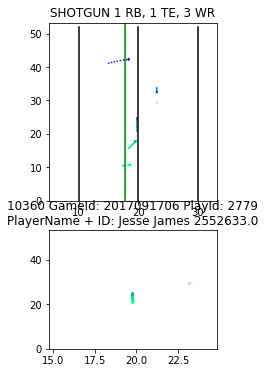 SHOTGUN 1 RB, 1 TE, 3 WR
50
40
30
20
10
0
10 20 30
10360 GameId: 2017091706 PlayId: 2779
PlayerName + ID: Jesse James 2552633.0
40
20
0
15.0 17.5 20.0 22.5